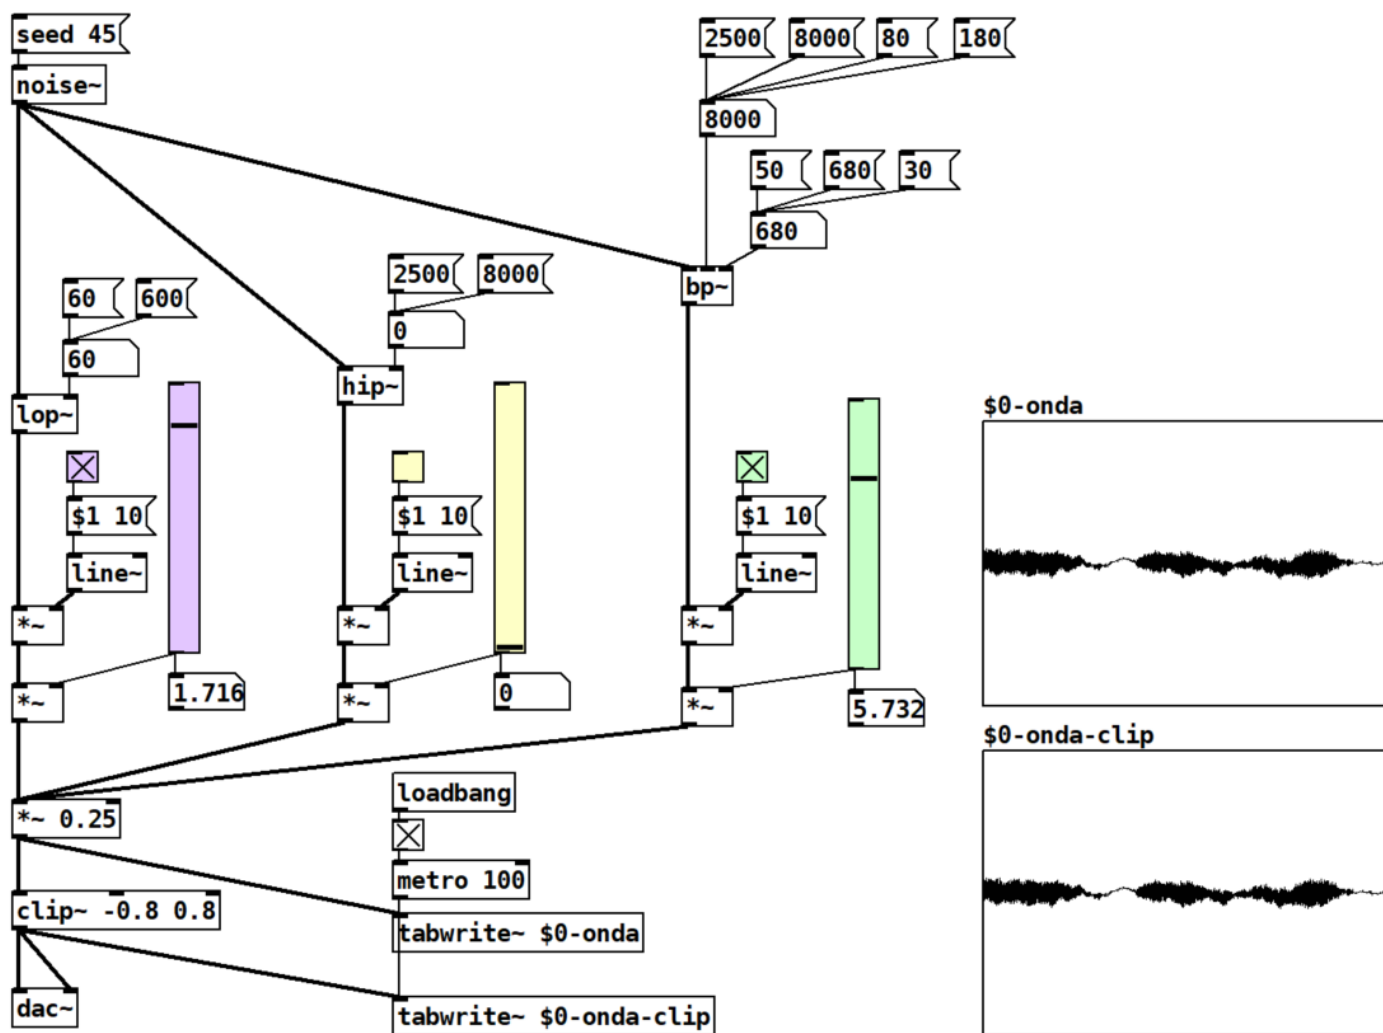 seed 45
noise~
2500 8000 80 180
8000
50 680 30
680
bp~
2500 8000
0
hip~
60 600
60
lop~
$1 10
line~
*~
*~
1.716
$1 10
line~
*~
*~
0
$1 10
line~
*~
*~
5.732
*~ 0.25
clip~ -0.8 0.8
dac~
loadbang
metro 100
tabwrite~ $0-onda
tabwrite~ $0-onda-clip
$0-onda
$0-onda-clip